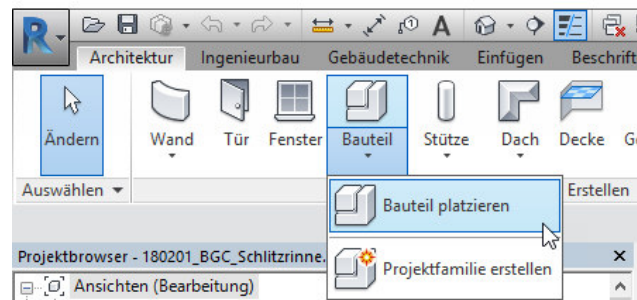 R A
Architektur Ingenieurbau Gebäudetechnik Einfügen Beschrift
Ändern Wand Tür Fenster Bauteil Stütze Dach Decke
Auswählen Erstellen
Bauteil platzieren
Projektbrowser - 180201_BGC_Schlitzrinne.
Projektfamilie erstellen
Ansichten (Bearbeitung)